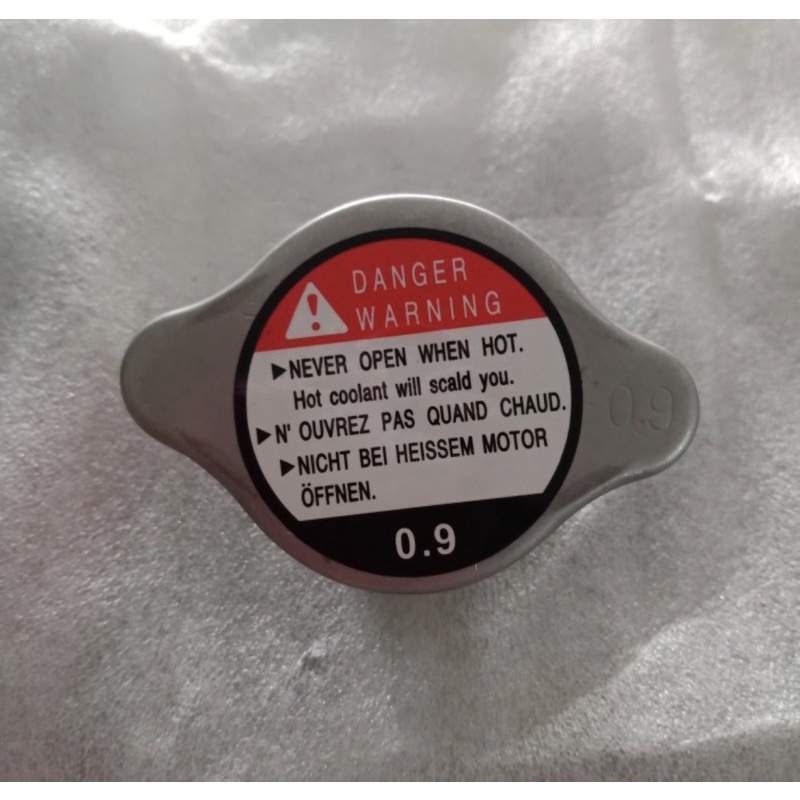 DANGER
WARNING
▶NEVER OPEN WHEN HOT.
Hot coolant will scald you.
▶N' OUVREZ PAS QUAND CHAUD.
▶NICHT BEI HEISSEM MOTOR
ÖFFNEN.
0.9
0.9